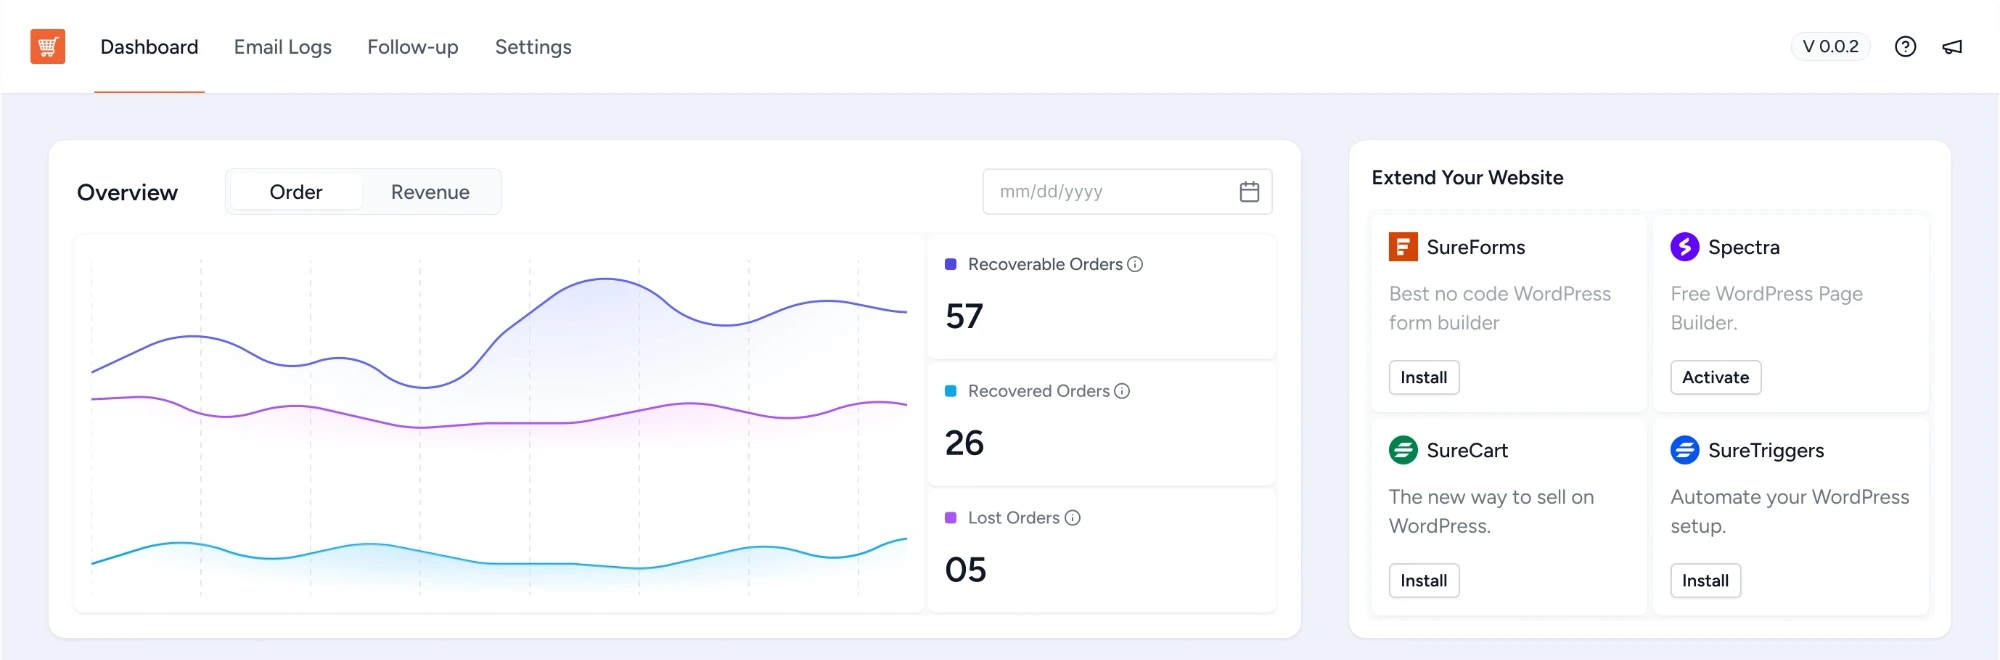 Dashboard Email Logs Follow-up Settings V 0.0.2
Overview Order Revenue mm/dd/yyyy
Recoverable Orders
57
Recovered Orders
26
Lost Orders
05
Extend Your Website
SureForms
Best no code WordPress
form builder
Install
Spectra
Free WordPress Page
Builder.
Activate
SureCart
The new way to sell on
WordPress.
Install
SureTriggers
Automate your WordPress
setup.
Install